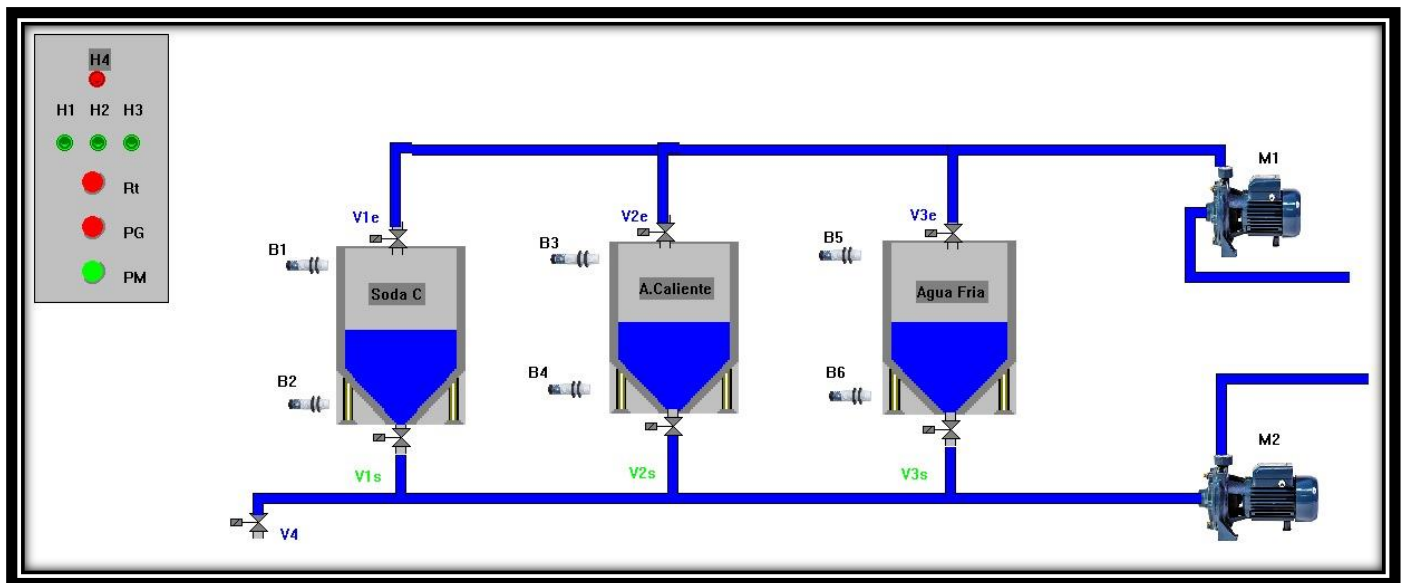 H4
H1 H2 H3
Rt
PG
PM
M1
V1e
V2e
V3e
B1
B3
B5
Soda C
A.Caliente
Agua Fria
B2
B4
B6
M2
V1s
V2s
V3s
V4